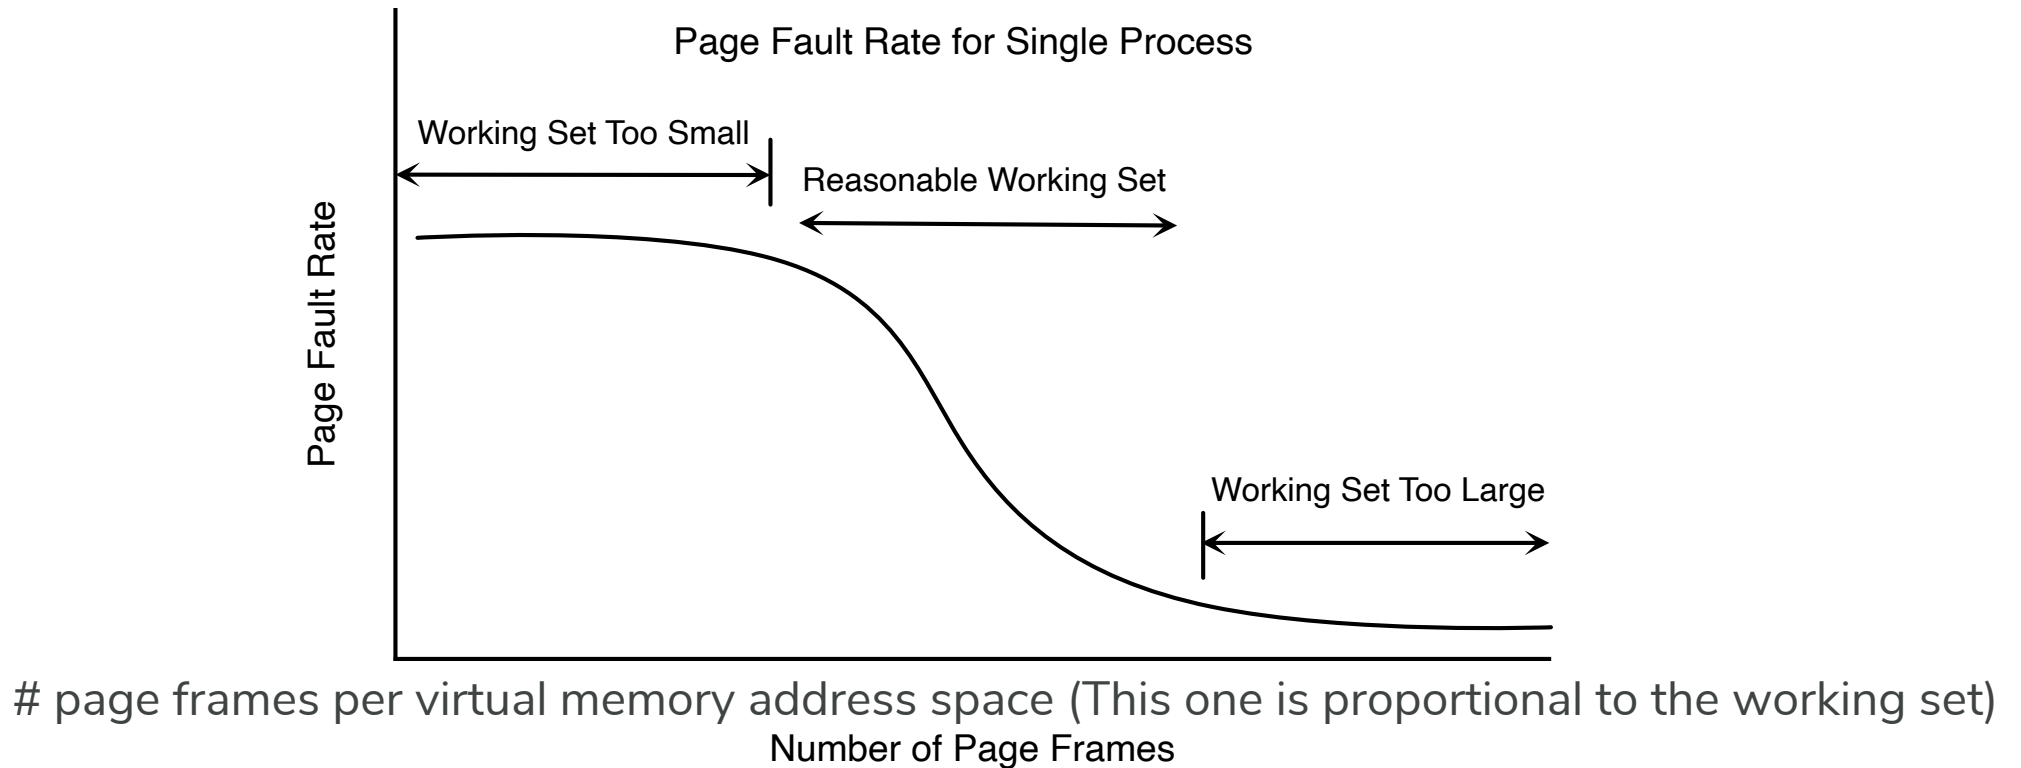 Page Fault Rate for Single Process
Working Set Too Small
Reasonable Working Set
Page Fault Rate
Working Set Too Large
# page frames per virtual memory address space (This one is proportional to the working set)
Number of Page Frames